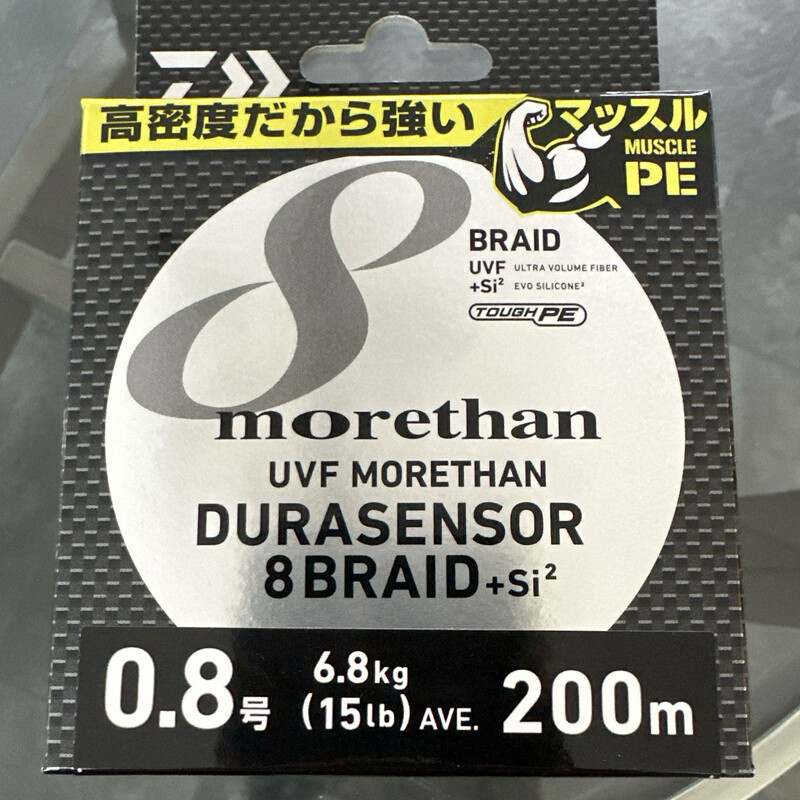 高密度だから強い
マッスル
MUSCLE
PE
8
BRAID
UVF ULTRA VOLUME FIBER
+Si² EVO SILICONE²
TOUGH PE
morethan
UVF MORETHAN
DURASENSOR
8BRAID+Si²
0.8号 6.8kg (15lb) AVE. 200m